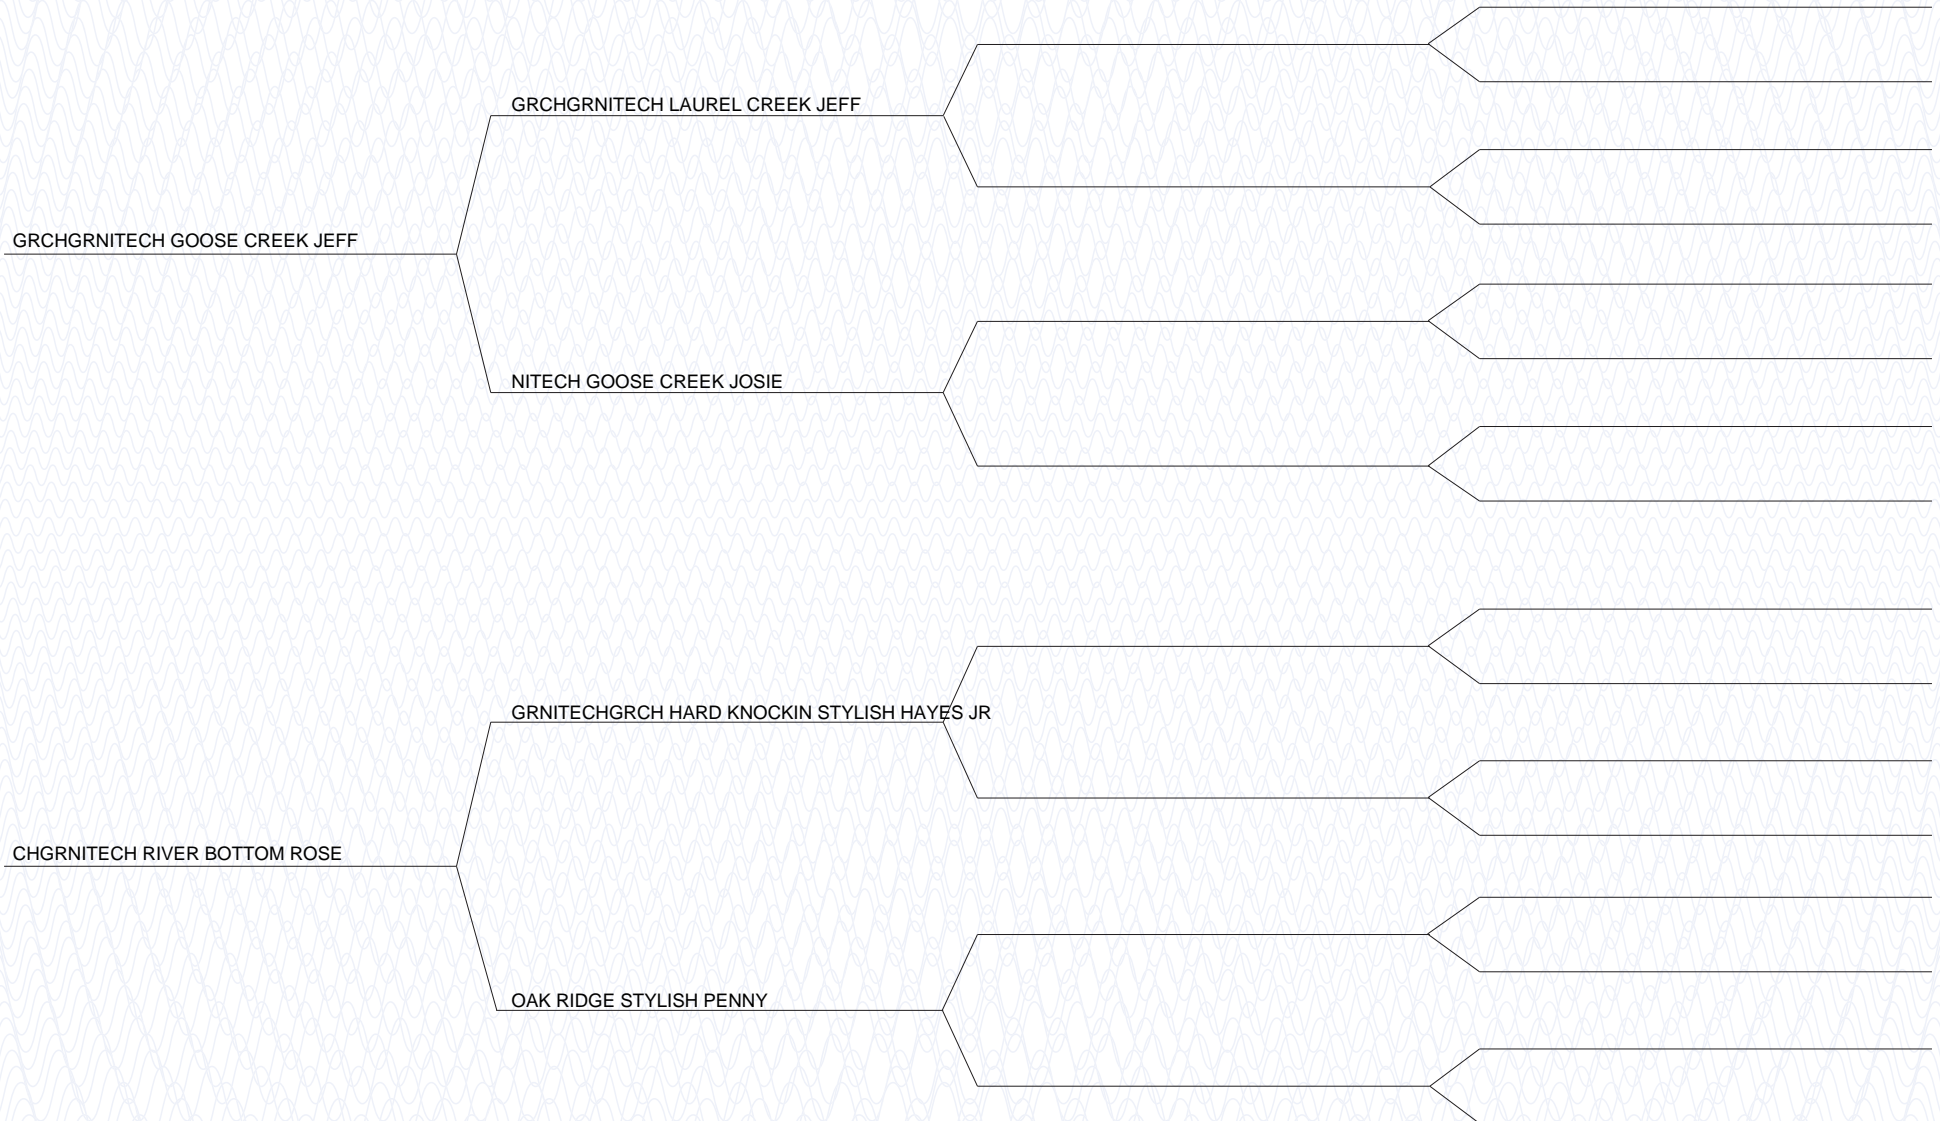 GRCHGRNITECH LAUREL CREEK JEFF
GRCHGRNITECH GOOSE CREEK JEFF
NITECH GOOSE CREEK JOSIE
GRNITECHGRCH HARD KNOCKIN STYLISH HAYES JR
CHGRNITECH RIVER BOTTOM ROSE
OAK RIDGE STYLISH PENNY